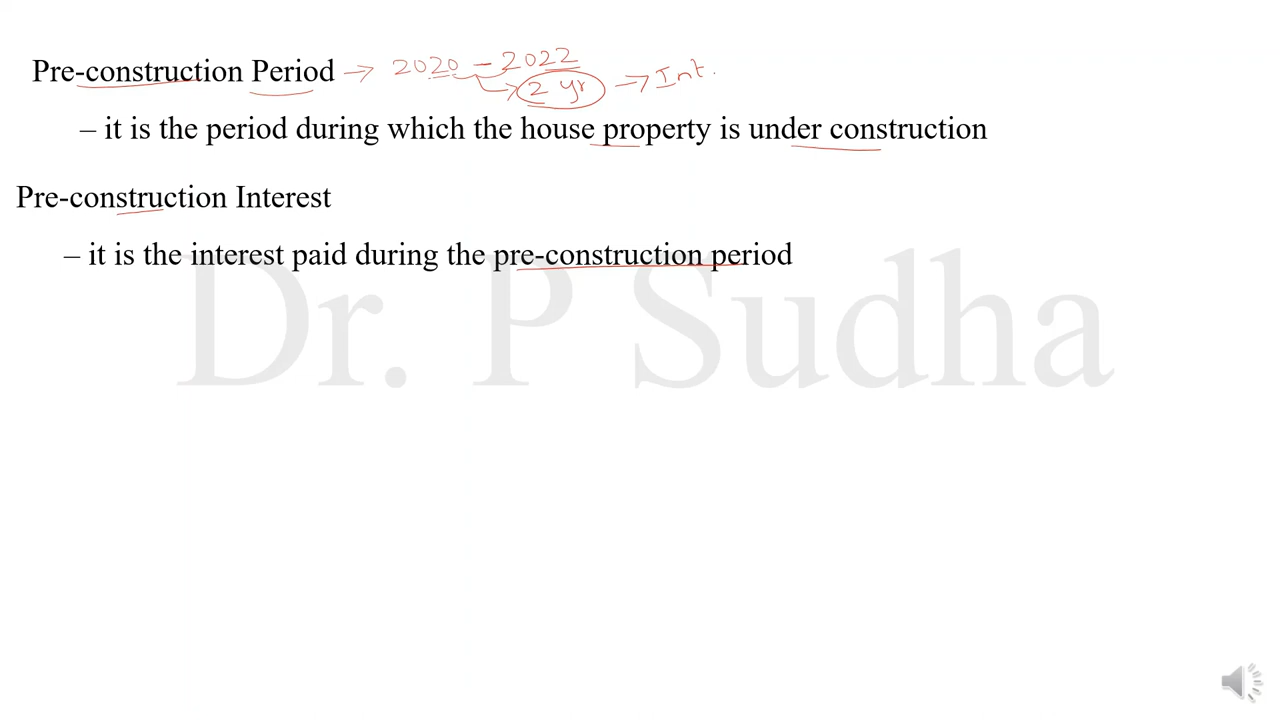 Pre-construction Period → 2020 - 2022
2 yr → Int.
– it is the period during which the house property is under construction
Pre-construction Interest
– it is the interest paid during the pre-construction period
Dr. P Sudha